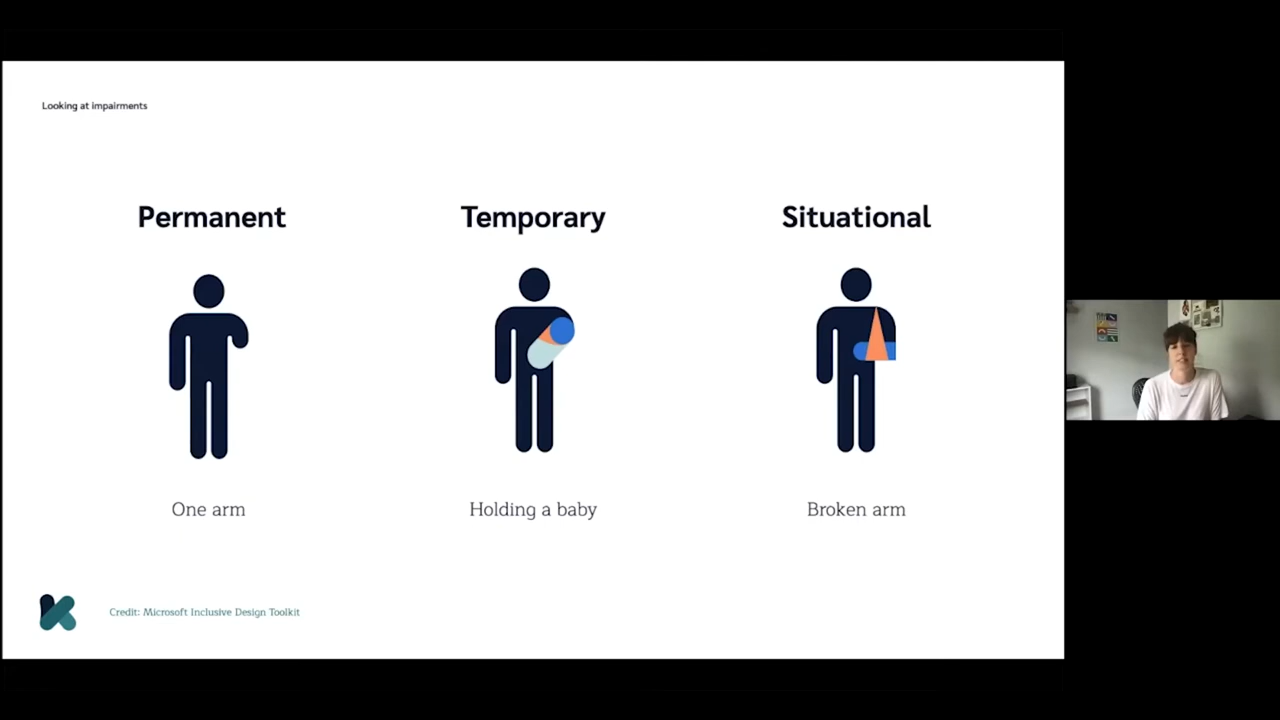 Looking at impairments
Permanent
Temporary
Situational
One arm
Holding a baby
Broken arm
Credit: Microsoft Inclusive Design Toolkit